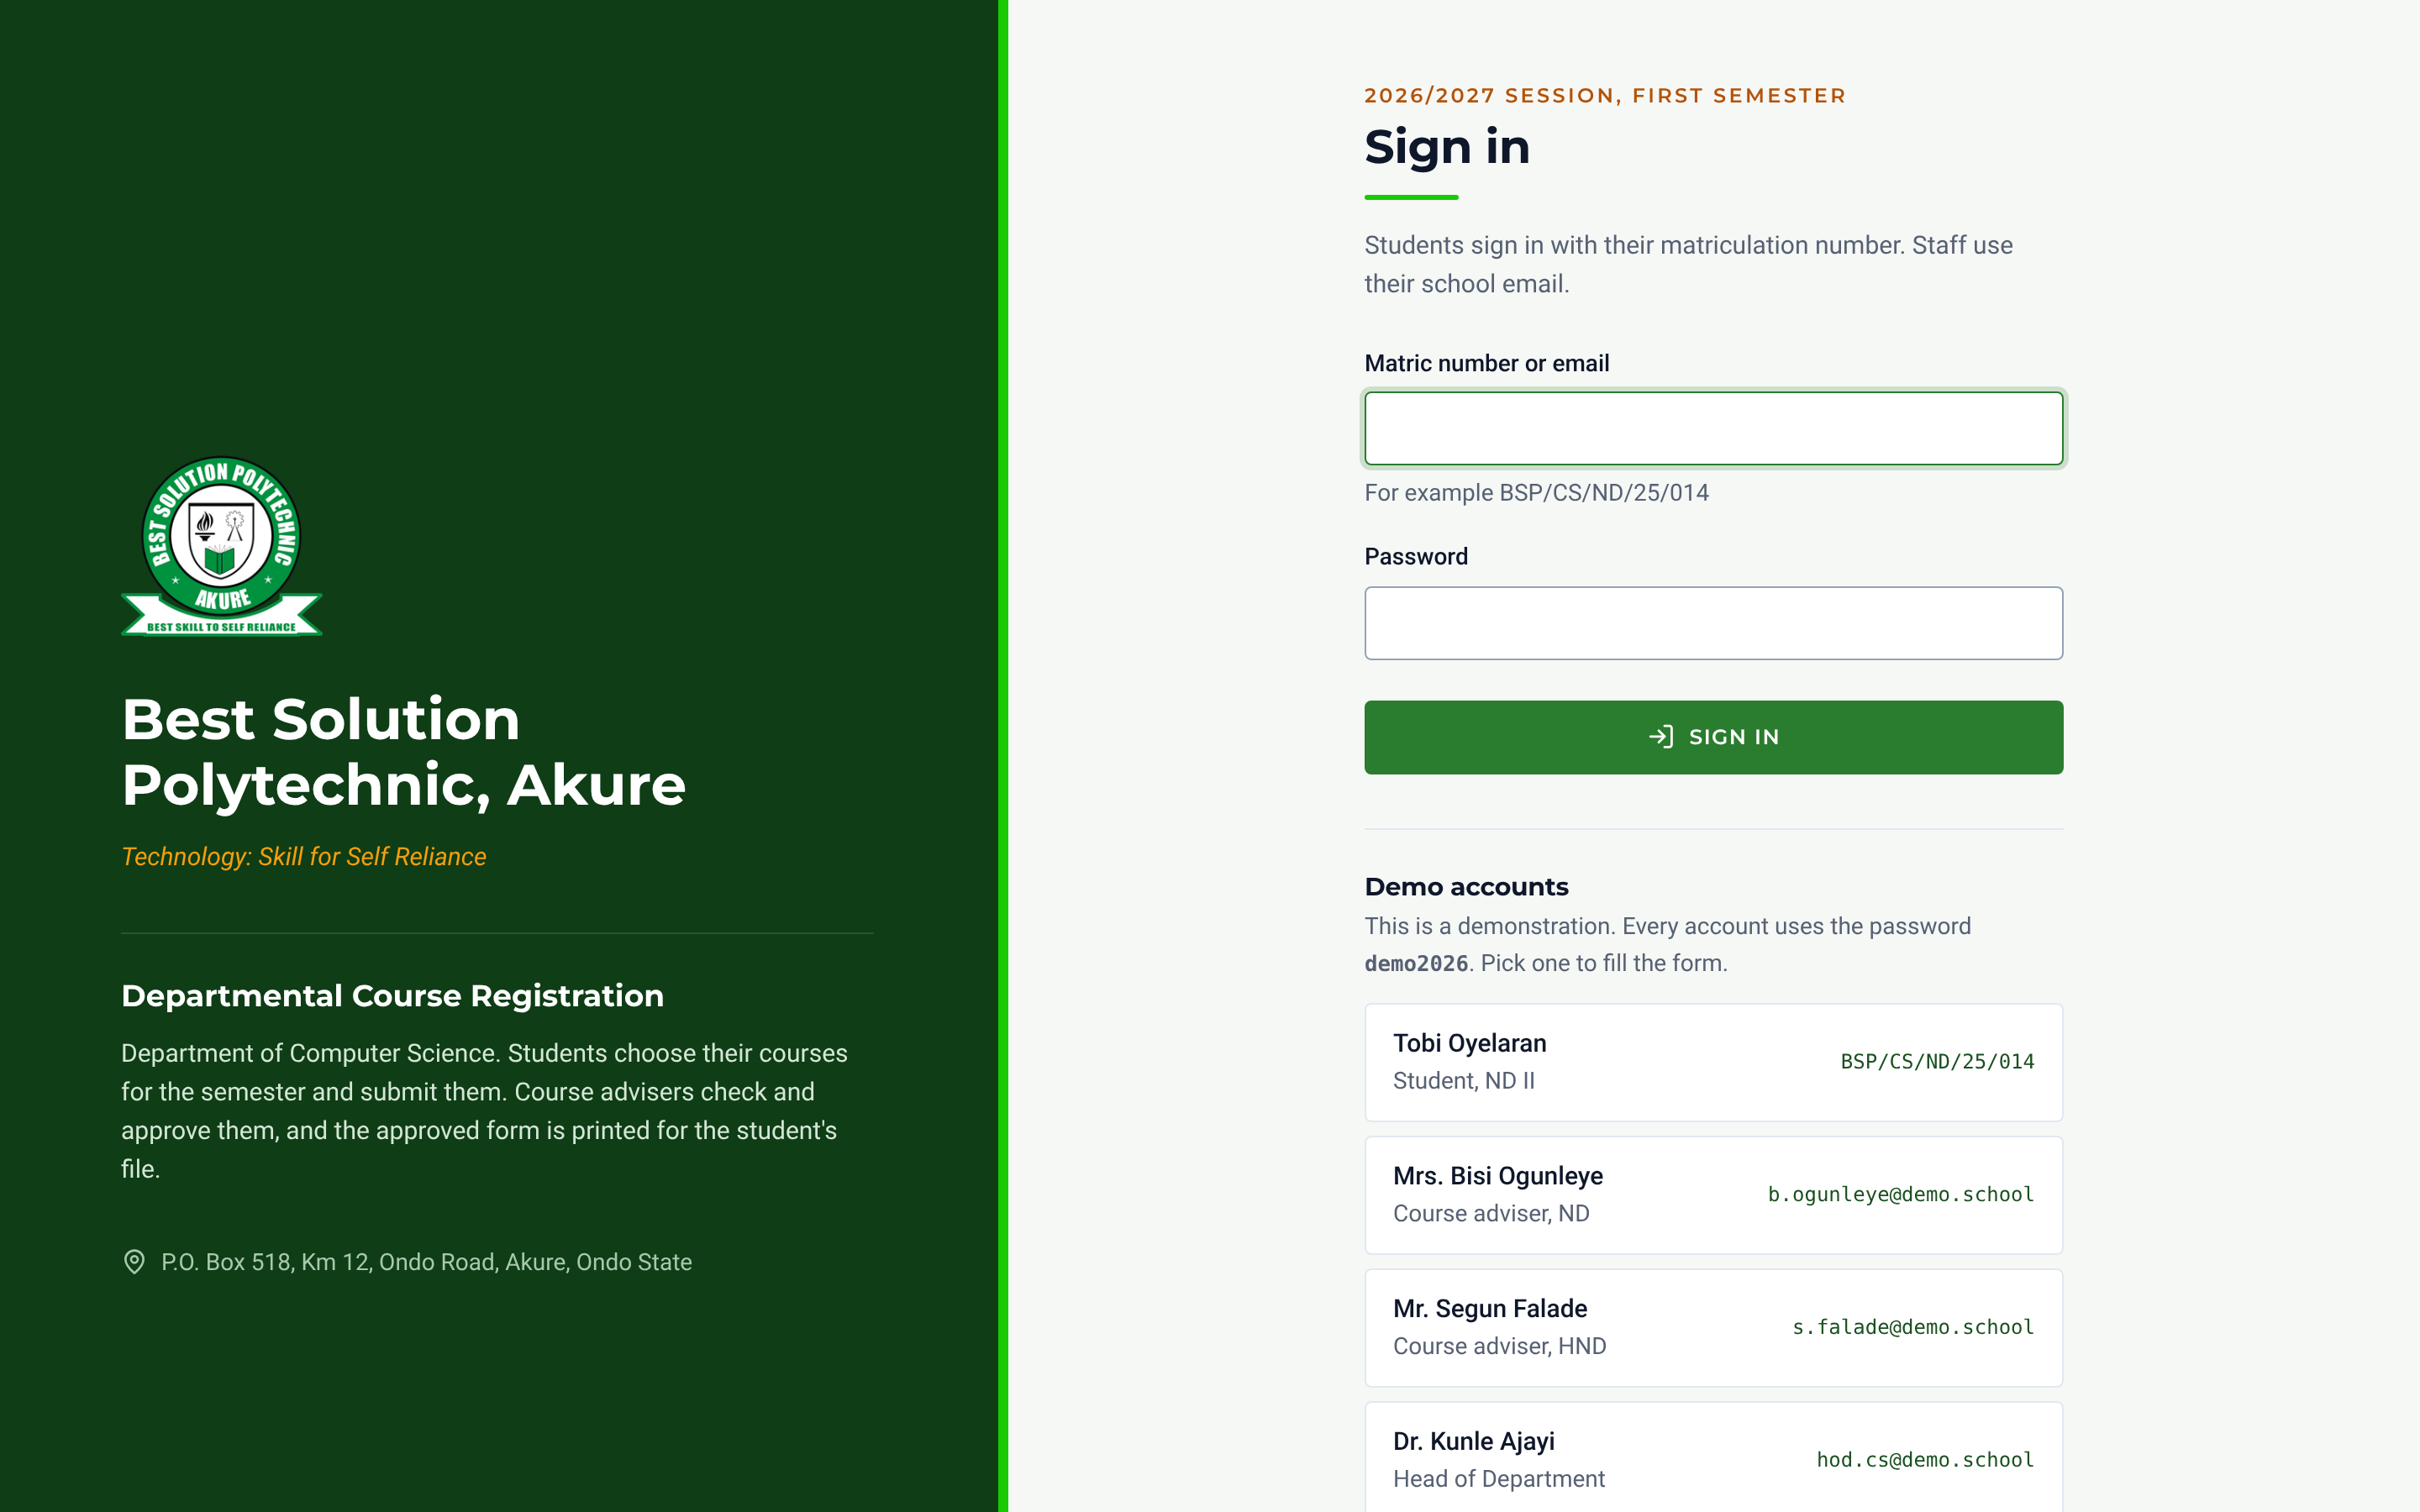 BEST SOLUTION POLYTECHNIC
AKURE
BEST SKILL TO SELF RELIANCE
Best Solution
Polytechnic, Akure
Technology: Skill for Self Reliance
Departmental Course Registration
Department of Computer Science. Students choose their courses
for the semester and submit them. Course advisers check and
approve them, and the approved form is printed for the student's
file.
P.O. Box 518, Km 12, Ondo Road, Akure, Ondo State
2026/2027 SESSION, FIRST SEMESTER
Sign in
Students sign in with their matriculation number. Staff use
their school email.
Matric number or email
For example BSP/CS/ND/25/014
Password
SIGN IN
Demo accounts
This is a demonstration. Every account uses the password
demo2026. Pick one to fill the form.
Tobi Oyelaran
Student, ND II
BSP/CS/ND/25/014
Mrs. Bisi Ogunleye
Course adviser, ND
b.ogunleye@demo.school
Mr. Segun Falade
Course adviser, HND
s.falade@demo.school
Dr. Kunle Ajayi
Head of Department
hod.cs@demo.school